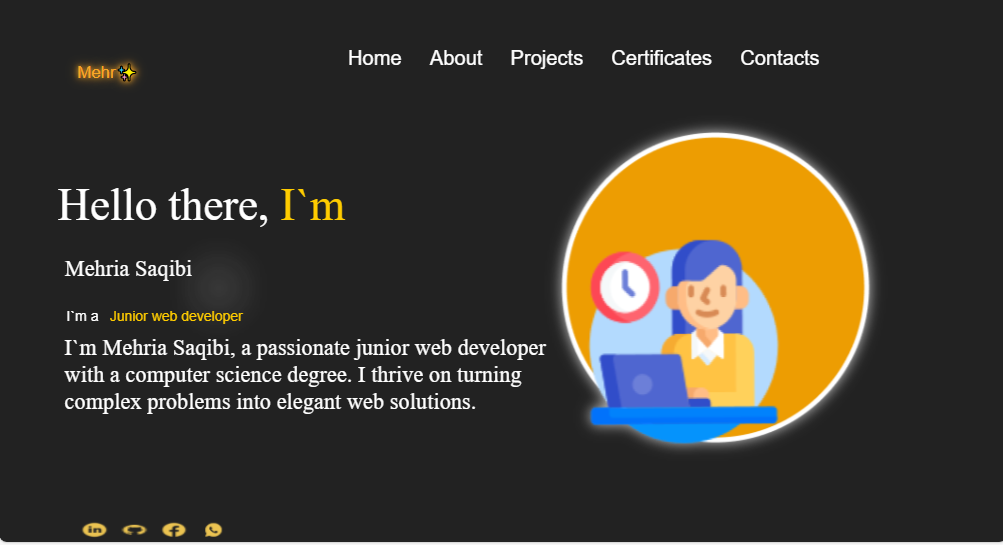 Mehr✨
Home About Projects Certificates Contacts
Hello there, I`m
Mehria Saqibi
I`m a Junior web developer
I`m Mehria Saqibi, a passionate junior web developer
with a computer science degree. I thrive on turning
complex problems into elegant web solutions.